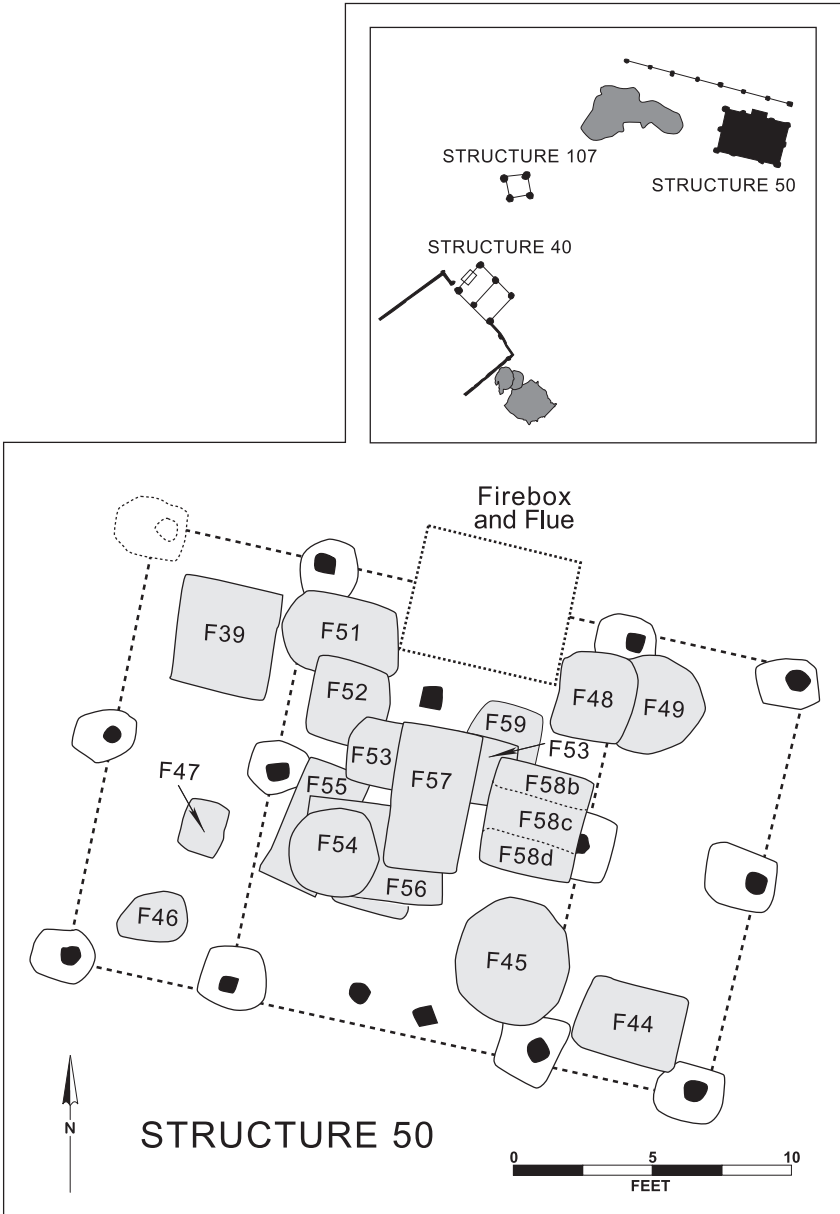 STRUCTURE 107
STRUCTURE 50
STRUCTURE 40
Firebox
and Flue
F39
F51
F52
F48
F49
F59
F53
F53
F57
F47
F55
F58b
F58c
F54
F58d
F56
F46
F45
F44
N
STRUCTURE 50
0 5 10
FEET